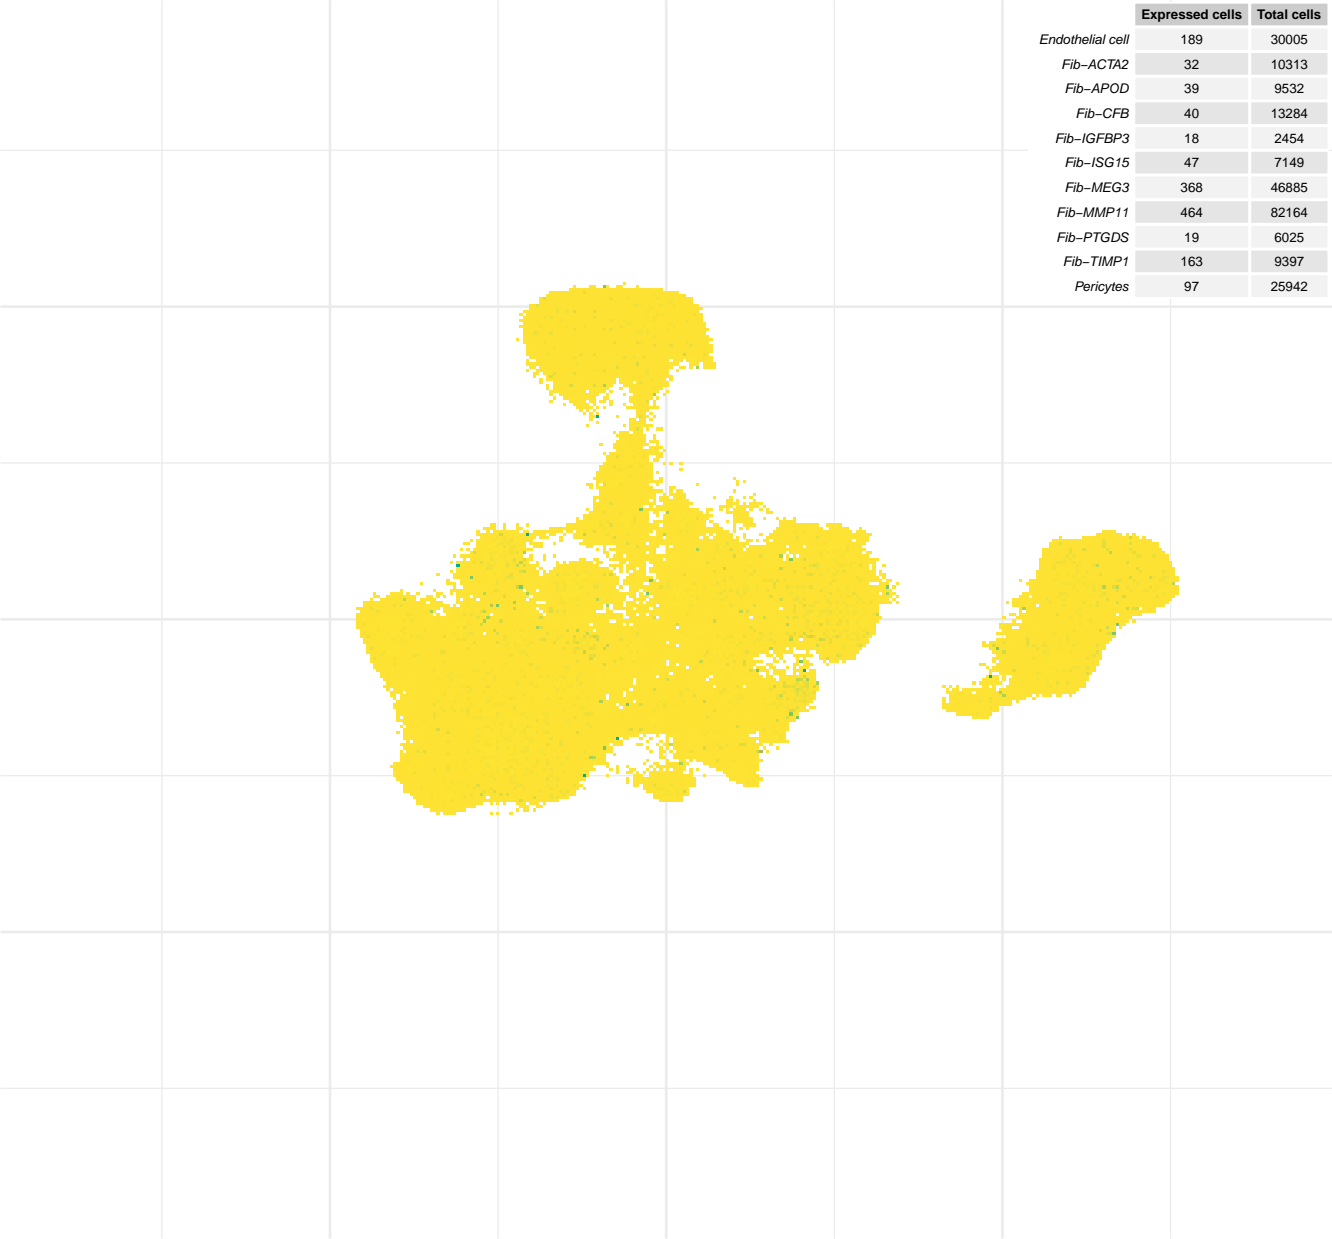 Expressed cells Total cells
Endothelial cell 189 30005
Fib−ACTA2 32 10313
Fib−APOD 39 9532
Fib−CFB 40 13284
Fib−IGFBP3 18 2454
Fib−ISG15 47 7149
Fib−MEG3 368 46885
Fib−MMP11 464 82164
Fib−PTGDS 19 6025
Fib−TIMP1 163 9397
Pericytes 97 25942